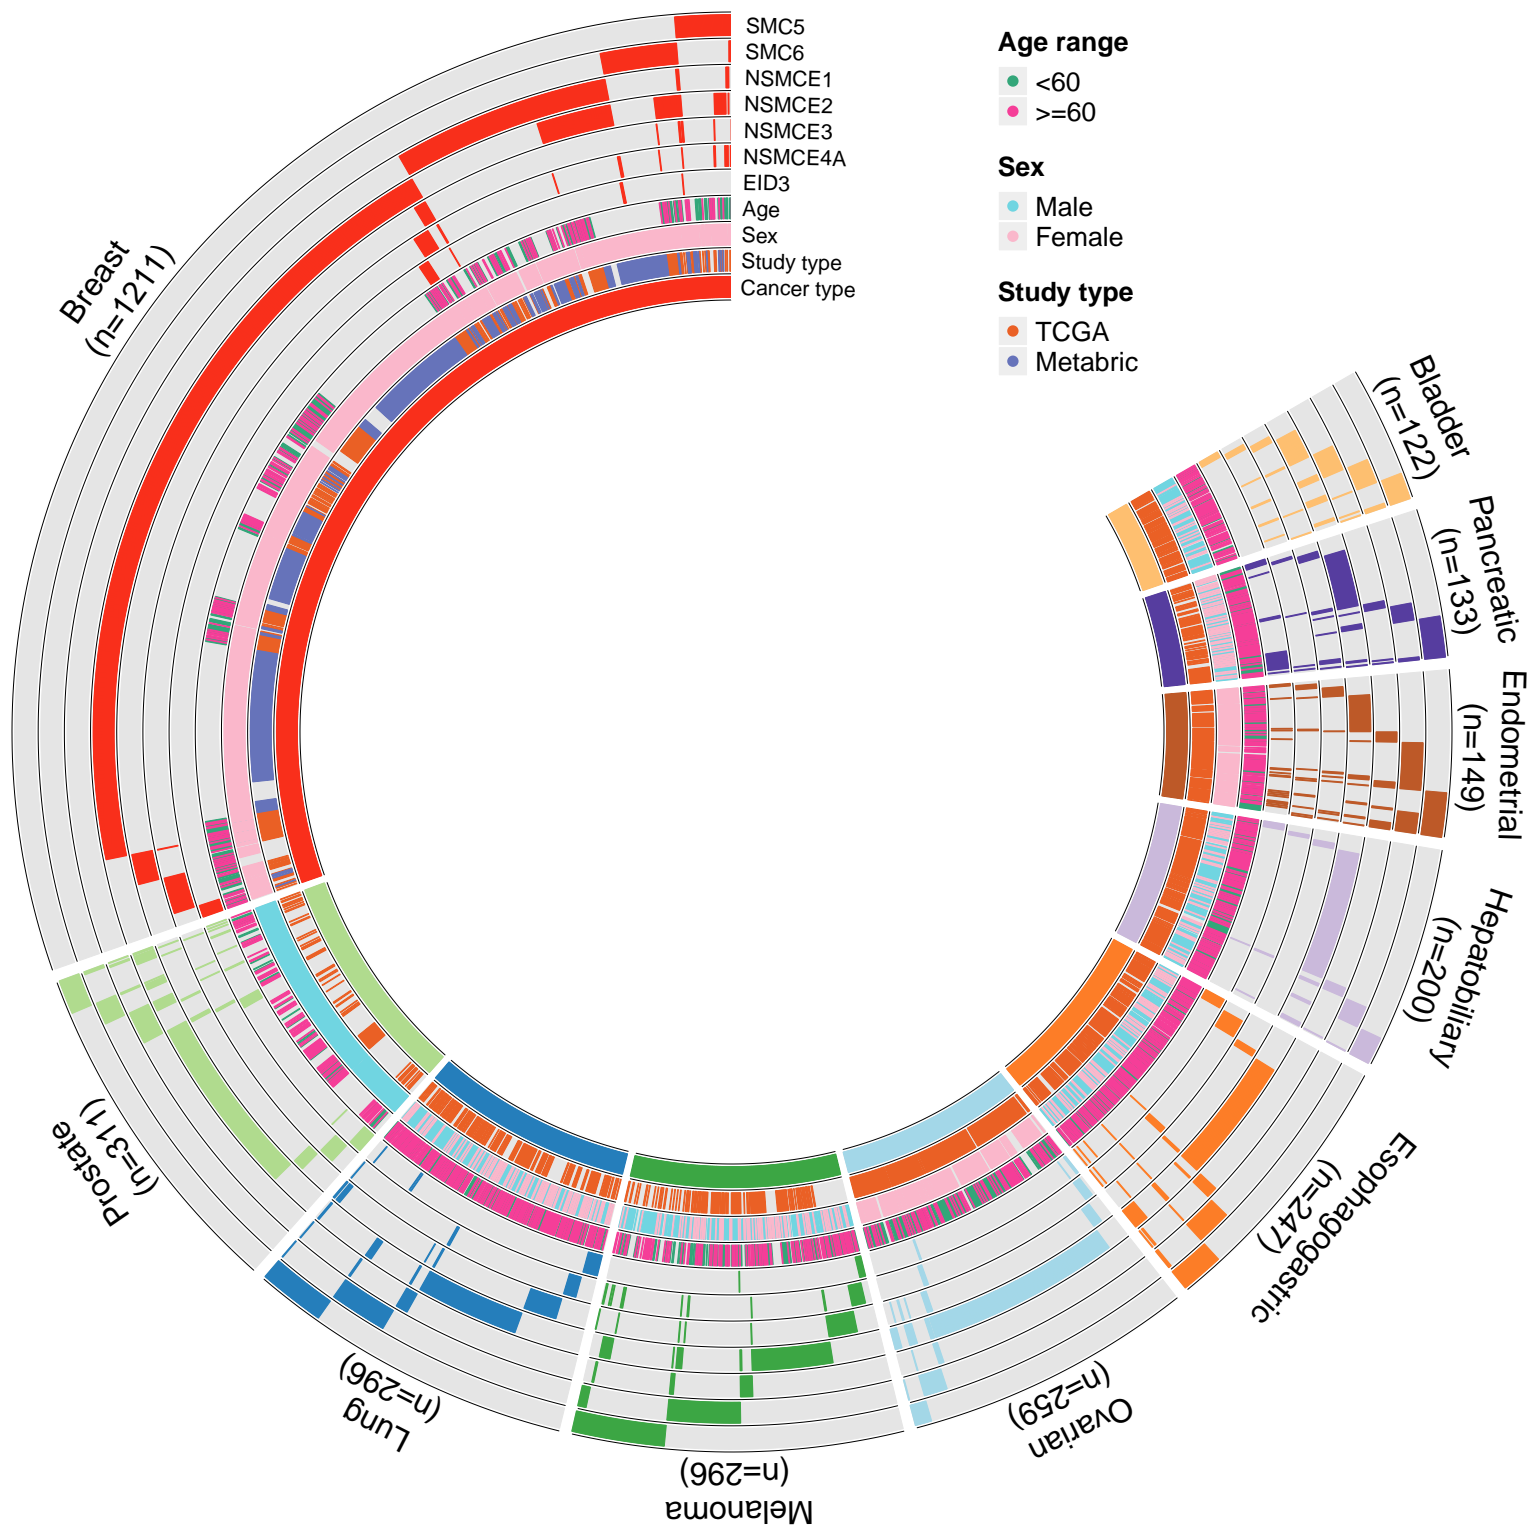 SMC5
SMC6
NSMCE1
NSMCE2
NSMCE3
NSMCE4A
EID3
Age
Sex
Study type
Cancer type
Age range
<60
>=60
Sex
Male
Female
Study type
TCGA
Metabric
Bladder
(n=122)
Pancreatic
(n=133)
Endometrial
(n=149)
Hepatobiliary
(n=200)
Esophagogastric
(n=247)
Ovarian
(n=259)
Melanoma
(n=296)
Lung
(n=296)
Prostate
(n=311)
Breast
(n=1211)